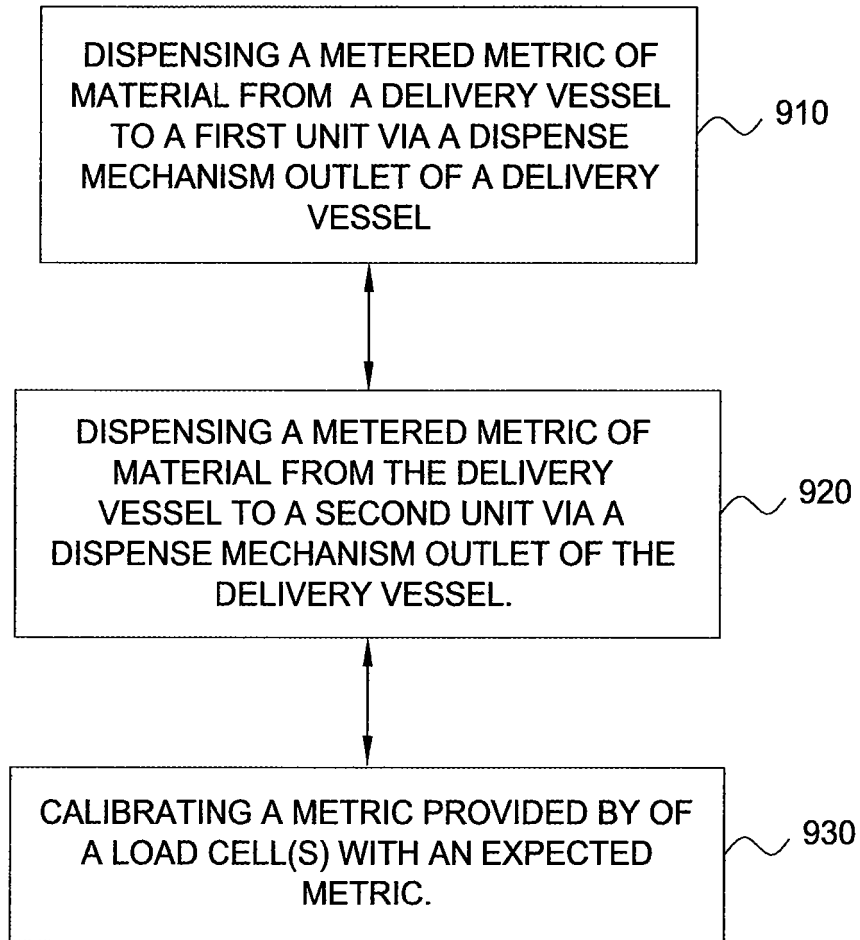 DISPENSING A METERED METRIC OF
MATERIAL FROM A DELIVERY VESSEL
TO A FIRST UNIT VIA A DISPENSE
MECHANISM OUTLET OF A DELIVERY
VESSEL
910
DISPENSING A METERED METRIC OF
MATERIAL FROM THE DELIVERY
VESSEL TO A SECOND UNIT VIA A
DISPENSE MECHANISM OUTLET OF THE
DELIVERY VESSEL.
920
CALIBRATING A METRIC PROVIDED BY OF
A LOAD CELL(S) WITH AN EXPECTED
METRIC.
930